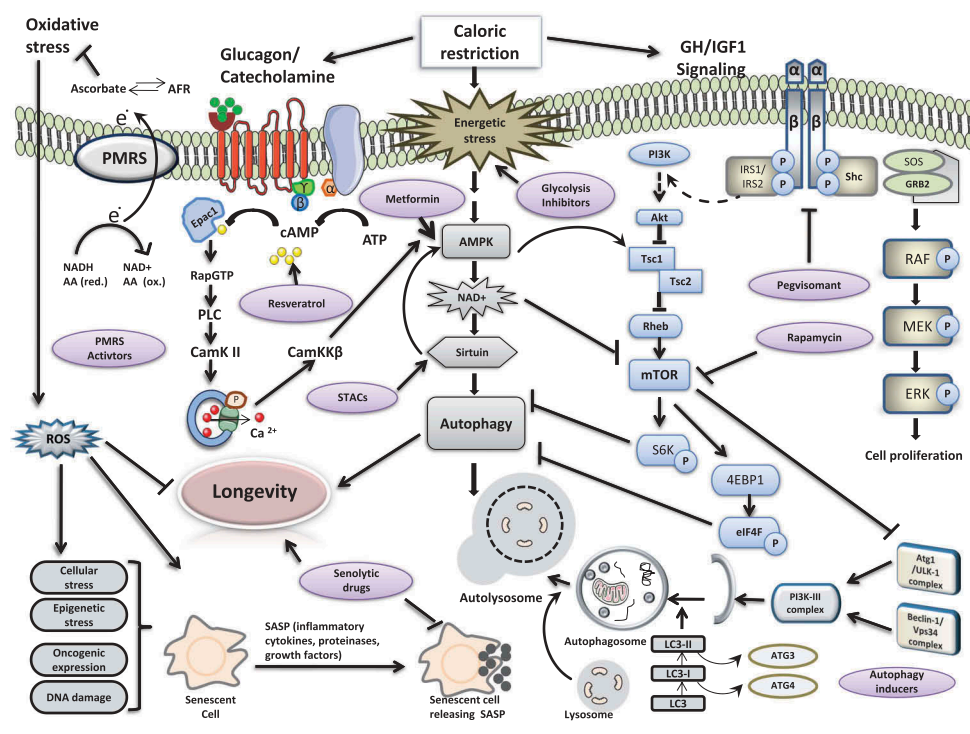 Oxidative
stress
Ascorbate
AFR
Glucagon/
Catecholamine
Caloric
restriction
GH/IGF1
Signaling
Energetic
stress
e⁻
PMRS
e⁻
NADH
AA (red.)
NAD+
AA (ox.)
PMRS
Activtors
γ
β
α
Epac1
cAMP
ATP
RapGTP
PLC
CamK II
P
Ca 2+
Resveratrol
CamKKβ
Metformin
Glycolysis
Inhibitors
AMPK
NAD+
Sirtuin
STACs
Autophagy
Longevity
ROS
PI3K
Akt
Tsc1
Tsc2
Rheb
mTOR
S6K
P
4EBP1
eIF4F
P
α
α
β
β
IRS1/
IRS2
P
P
P
P
Shc
SOS
GRB2
Pegvisomant
Rapamycin
RAF
P
MEK
P
ERK
P
Cell proliferation
Cellular
stress
Epigenetic
stress
Oncogenic
expression
DNA damage
Senescent
Cell
SASP (inflammatory
cytokines, proteinases,
growth factors)
Senolytic
drugs
Senescent cell
releasing SASP
Autolysosome
Autophagosome
Lysosome
LC3-II
LC3-I
LC3
ATG3
ATG4
PI3K-III
complex
Atg1
/ULK-1
complex
Beclin-1/
Vps34
complex
Autophagy
inducers